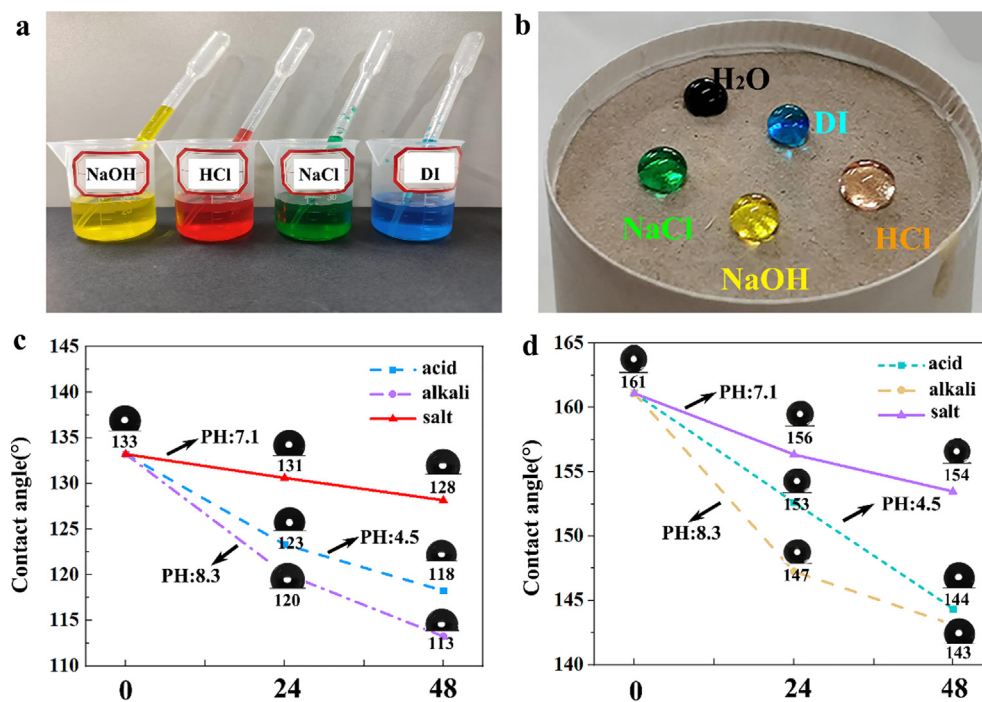 a
NaOH
HCl
NaCl
DI
b
H₂O
DI
NaCl
HCl
NaOH
c
Contact angle(°)
145
140
135
130
125
120
115
110
0
24
48
acid
alkali
salt
133
PH:7.1
131
128
123
PH:4.5
118
PH:8.3
120
113
d
Contact angle(°)
165
160
155
150
145
140
0
24
48
acid
alkali
salt
161
PH:7.1
156
154
153
PH:4.5
PH:8.3
147
144
143